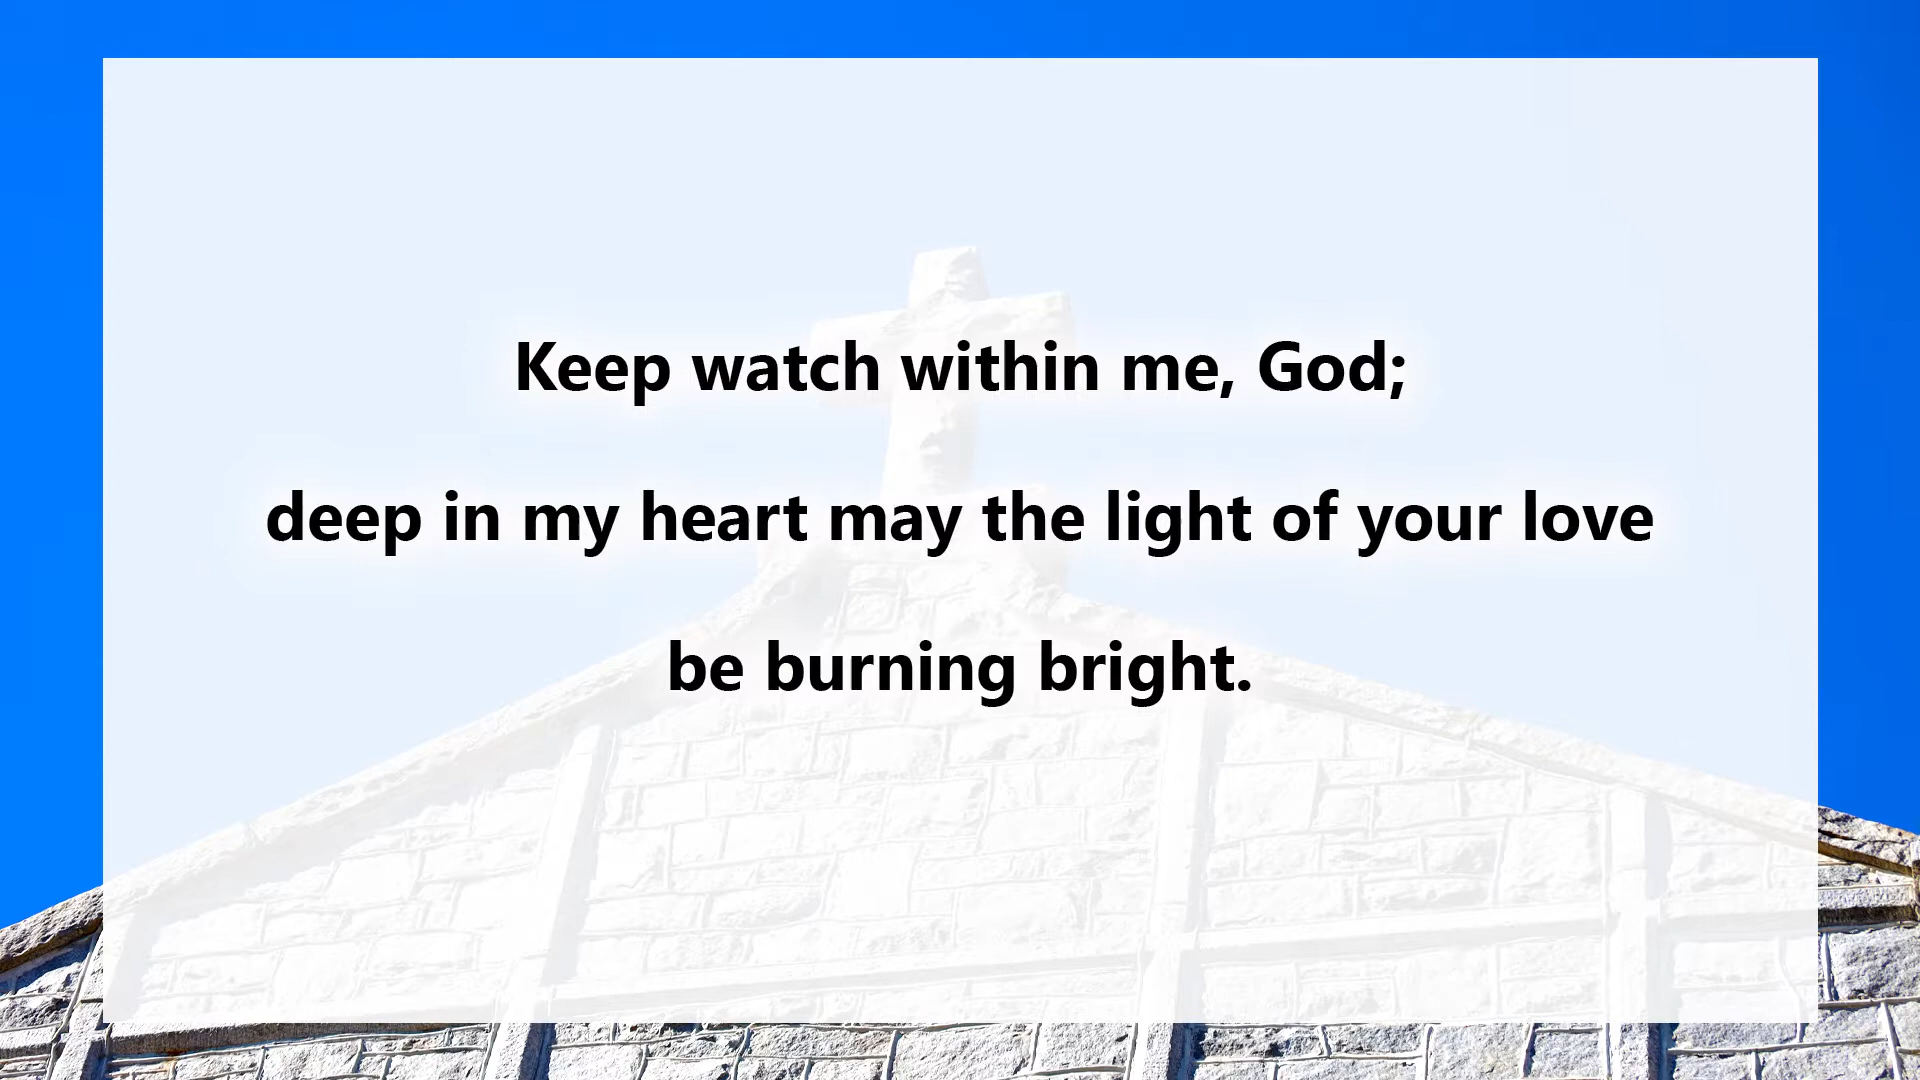 Keep watch within me, God;
deep in my heart may the light of your love
be burning bright.